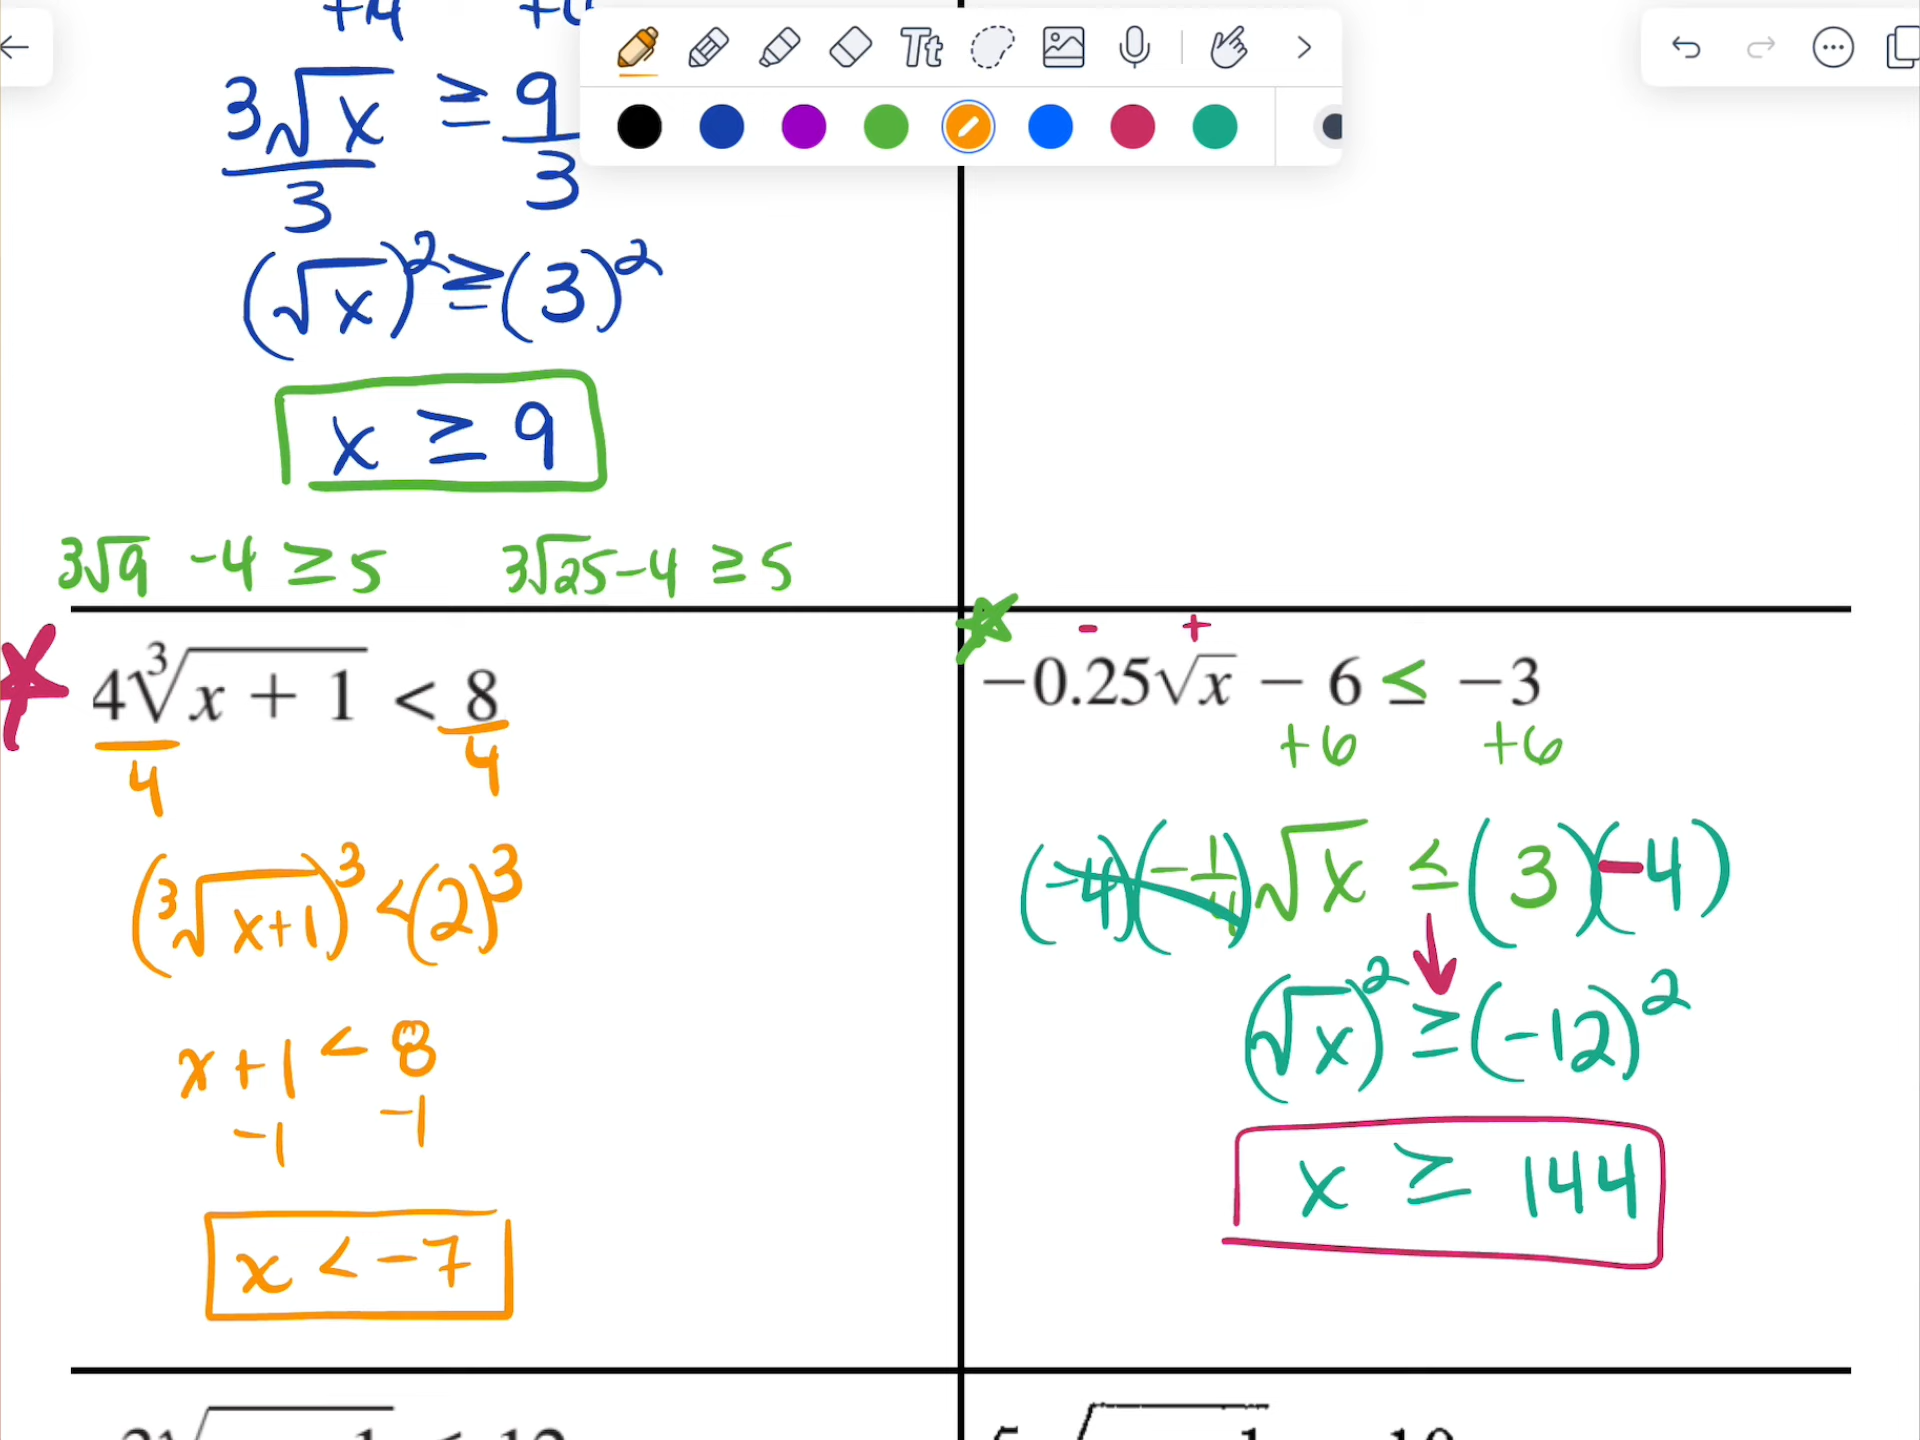 +4 +
3√x ≥ 9
3 3
(√x)² ≥ (3)²
x ≥ 9
3√9 -4 ≥ 5
3√25 -4 ≥ 5
4∛x + 1 < 8
4 4
(∛x+1)³ < (2)³
x+1 < 8
-1 -1
x < -7
- +
−0.25√x − 6 ≤ −3
+6 +6
(-4)(-1/4)√x ≤ (3)(-4)
(√x)² ≥ (-12)²
x ≥ 144
Tt